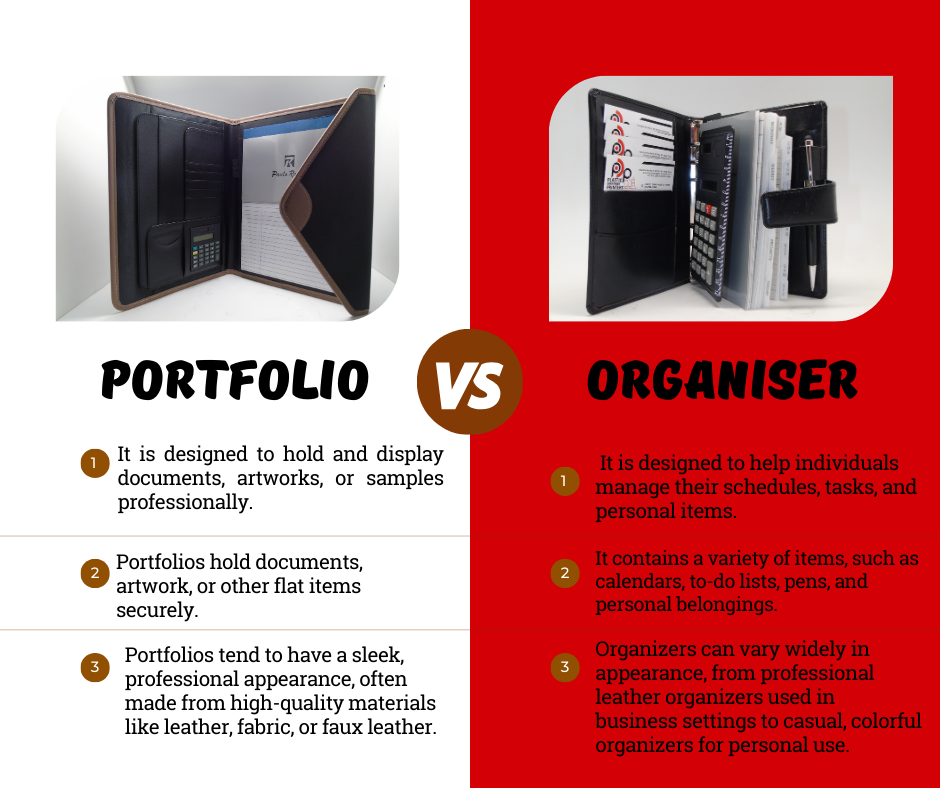 PORTFOLIO
VS
ORGANISER
1
It is designed to hold and display
documents, artworks, or samples
professionally.
2
Portfolios hold documents,
artwork, or other flat items
securely.
3
Portfolios tend to have a sleek,
professional appearance, often
made from high-quality materials
like leather, fabric, or faux leather.
1
It is designed to help individuals
manage their schedules, tasks, and
personal items.
2
It contains a variety of items, such as
calendars, to-do lists, pens, and
personal belongings.
3
Organizers can vary widely in
appearance, from professional
leather organizers used in
business settings to casual, colorful
organizers for personal use.